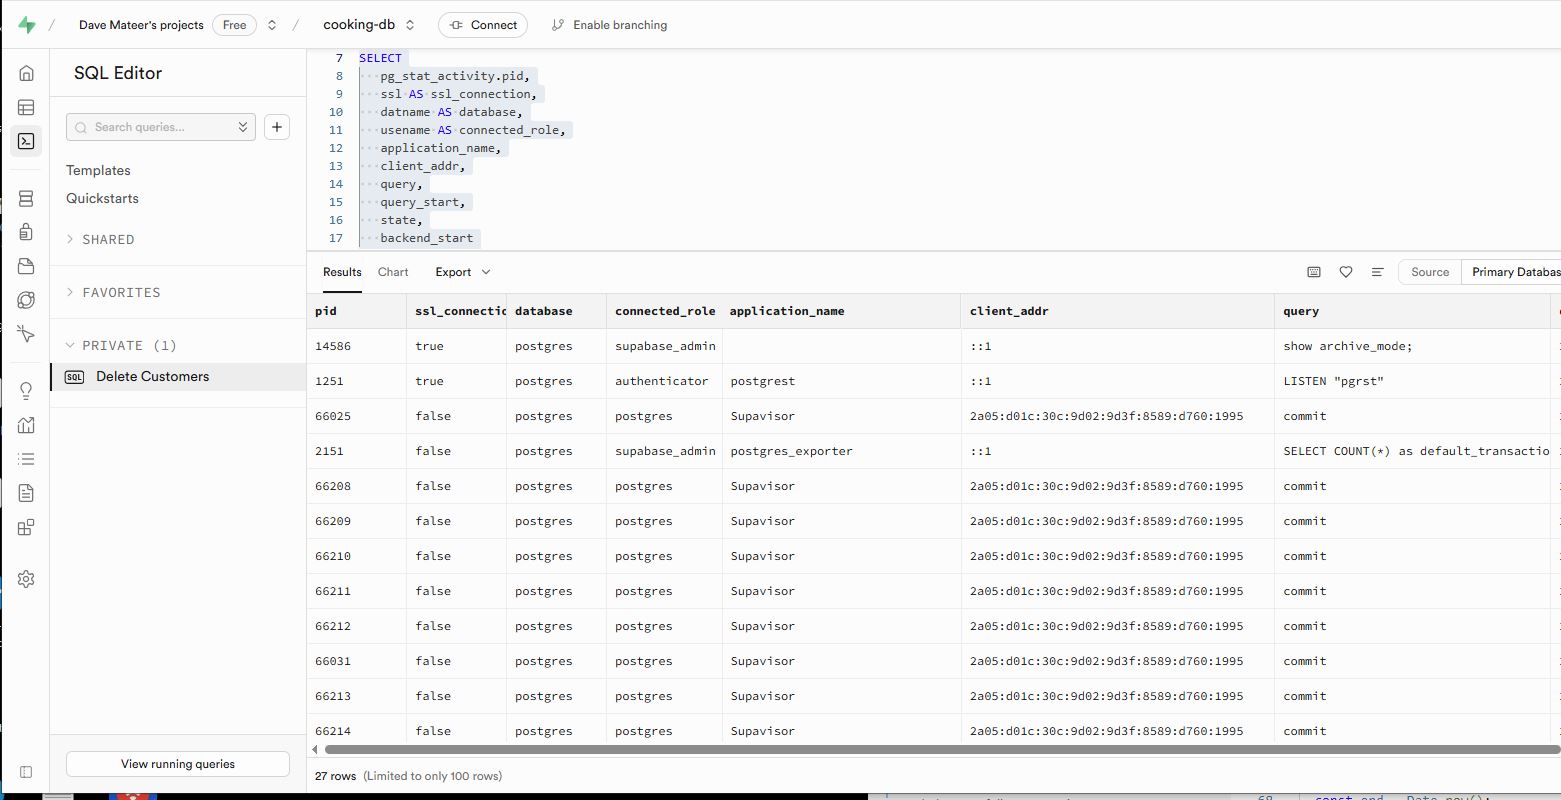 / Dave Mateer's projects Free / cooking-db Connect Enable branching
SQL Editor
Search queries...
Templates
Quickstarts
SHARED
FAVORITES
PRIVATE (1)
SQL Delete Customers
View running queries
7 SELECT
8 pg_stat_activity.pid,
9 ssl AS ssl_connection,
10 datname AS database,
11 usename AS connected_role,
12 application_name,
13 client_addr,
14 query,
15 query_start,
16 state,
17 backend_start
Results Chart Export Source Primary Databas
pid ssl_connectic database connected_role application_name client_addr query
14586 true postgres supabase_admin ::1 show archive_mode;
1251 true postgres authenticator postgrest ::1 LISTEN "pgrst"
66025 false postgres postgres Supavisor 2a05:d01c:30c:9d02:9d3f:8589:d760:1995 commit
2151 false postgres supabase_admin postgres_exporter ::1 SELECT COUNT(*) as default_transactio
66208 false postgres postgres Supavisor 2a05:d01c:30c:9d02:9d3f:8589:d760:1995 commit
66209 false postgres postgres Supavisor 2a05:d01c:30c:9d02:9d3f:8589:d760:1995 commit
66210 false postgres postgres Supavisor 2a05:d01c:30c:9d02:9d3f:8589:d760:1995 commit
66211 false postgres postgres Supavisor 2a05:d01c:30c:9d02:9d3f:8589:d760:1995 commit
66212 false postgres postgres Supavisor 2a05:d01c:30c:9d02:9d3f:8589:d760:1995 commit
66031 false postgres postgres Supavisor 2a05:d01c:30c:9d02:9d3f:8589:d760:1995 commit
66213 false postgres postgres Supavisor 2a05:d01c:30c:9d02:9d3f:8589:d760:1995 commit
66214 false postgres postgres Supavisor 2a05:d01c:30c:9d02:9d3f:8589:d760:1995 commit
27 rows (Limited to only 100 rows)